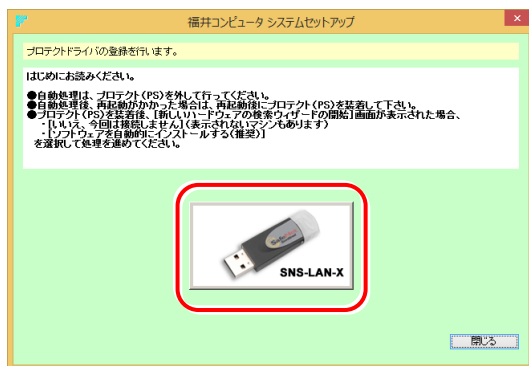 福井コンピュータ システムセットアップ
プロテクトドライバの登録を行います。
はじめにお読みください。
●自動処理は、プロテクト(PS)を外して行ってください。
●自動処理後、再起動がかかった場合は、再起動後にプロテクト(PS)を装着して下さい。
●プロテクト(PS)を装着後、[新しいハードウェアの検索ウィザードの開始]画面が表示された場合、
・[いいえ、今回は接続しません](表示されないマシンもあります)
・[ソフトウェアを自動的にインストールする(推奨)]
を選択して処理を進めてください。
SNS-LAN-X
閉じる